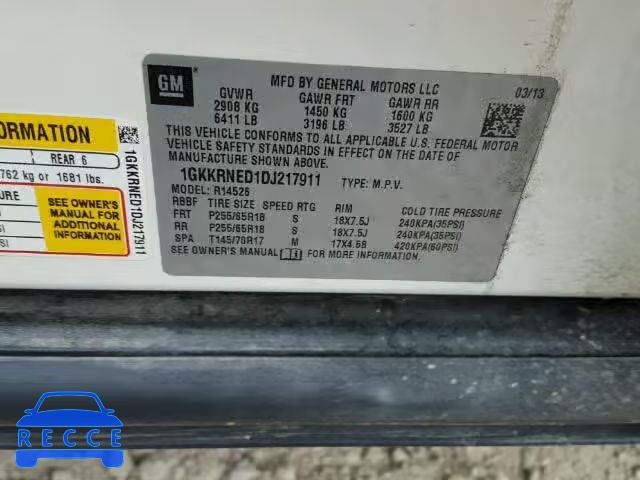 GM
MFD BY GENERAL MOTORS LLC
03/13
GVWR GAWR FRT GAWR RR
2908 KG 1450 KG 1600 KG
6411 LB 3196 LB 3527 LB
THIS VEHICLE CONFORMS TO ALL APPLICABLE U.S. FEDERAL MOTOR
VEHICLE SAFETY STANDARDS IN EFFECT ON THE DATE OF
MANUFACTURE SHOWN ABOVE.
1GKKRNED1DJ217911 TYPE: M.P.V.
MODEL: R14526
RBBF TIRE SIZE SPEED RTG RIM COLD TIRE PRESSURE
FRT P255/65R18 S 18X7.5J 240KPA(35PSI)
RR P255/65R18 S 18X7.5J 240KPA(35PSI)
SPA T145/70R17 M 17X4.5B 420KPA(60PSI)
SEE OWNER'S MANUAL FOR MORE INFORMATION.
ORMATION
REAR 6
762 kg or 1681 lbs.
URE
SEE OWNER'S
MANUAL FOR
ADDITIONAL
INFORMATION
SI
SI
1GKKRNED1DJ217911
RECCE